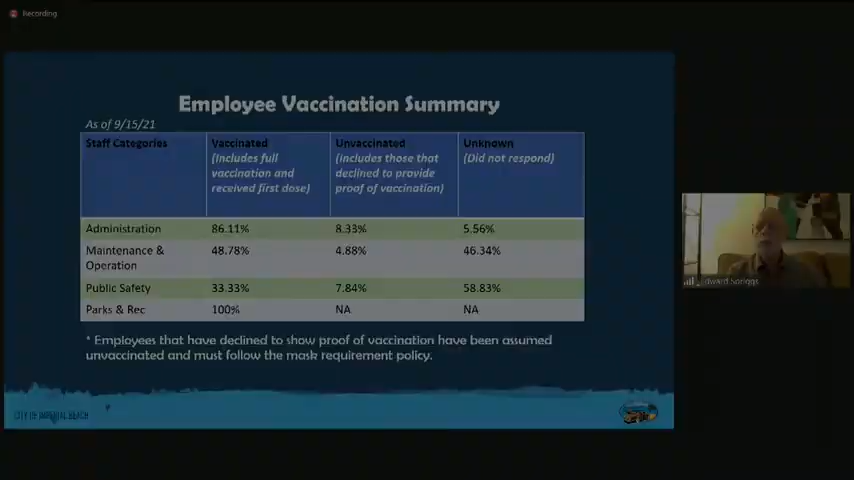 Recording
Employee Vaccination Summary
As of 9/15/21
Staff Categories
Vaccinated
(Includes full
vaccination and
received first dose)
Unvaccinated
(includes those that
declined to provide
proof of vaccination)
Unknown
(Did not respond)
Administration 86.11% 8.33% 5.56%
Maintenance &
Operation 48.78% 4.88% 46.34%
Public Safety 33.33% 7.84% 58.83%
Parks & Rec 100% NA NA
* Employees that have declined to show proof of vaccination have been assumed
unvaccinated and must follow the mask requirement policy.
CITY OF IMPERIAL BEACH
Edward Spriggs